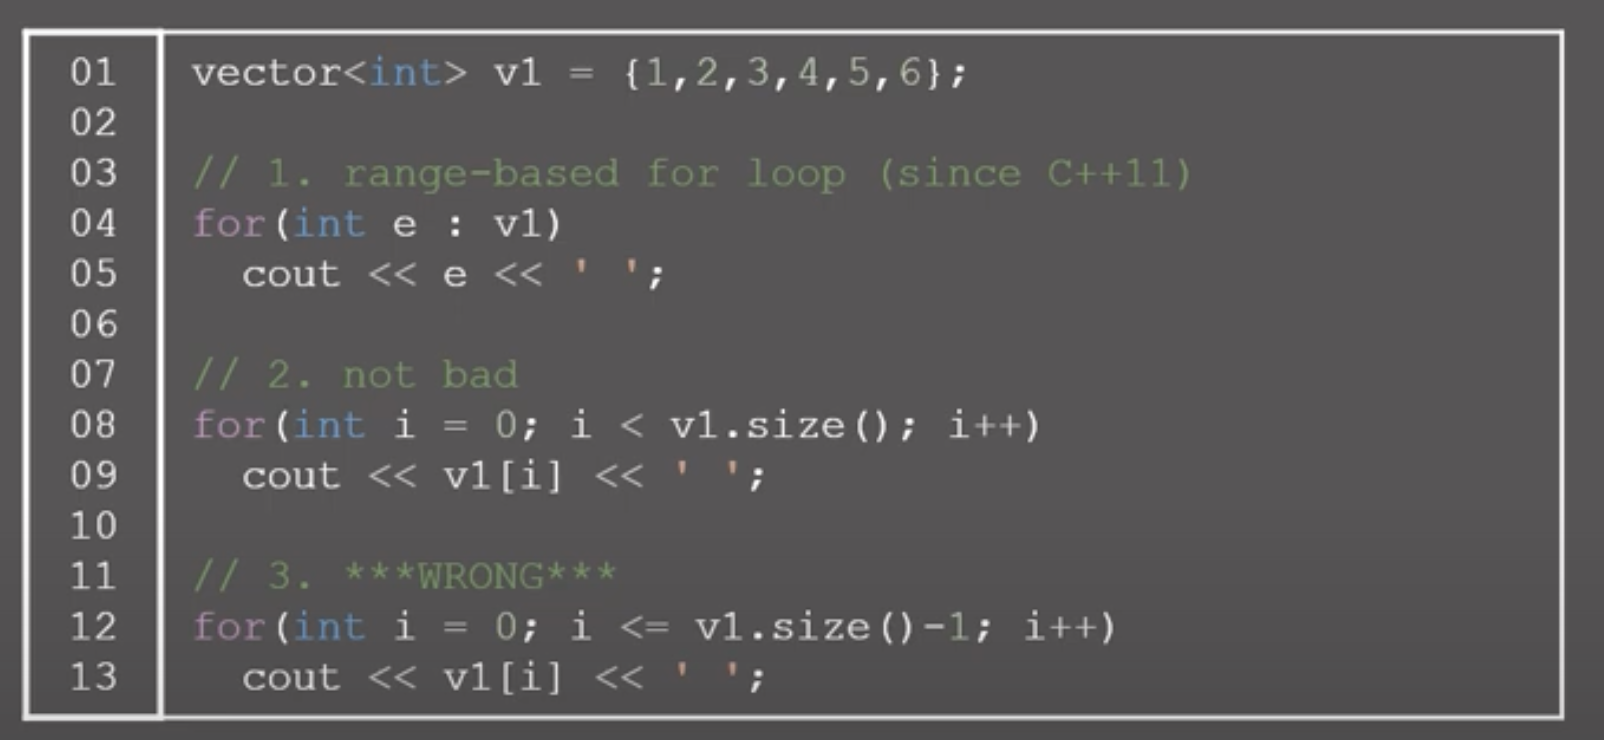 01 vector<int> v1 = {1,2,3,4,5,6};
02
03 // 1. range-based for loop (since C++11)
04 for(int e : v1)
05   cout << e << ' ';
06
07 // 2. not bad
08 for(int i = 0; i < v1.size(); i++)
09   cout << v1[i] << ' ';
10
11 // 3. ***WRONG***
12 for(int i = 0; i <= v1.size()-1; i++)
13   cout << v1[i] << ' ';